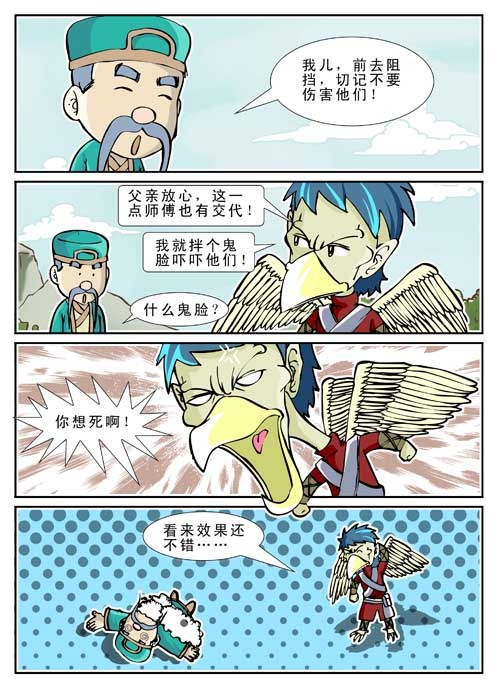 我儿，前去阻
挡，切记不要
伤害他们！
父亲放心，这一
点师傅也有交代！
我就拌个鬼
脸吓吓他们！
什么鬼脸？
你想死啊！
看来效果还
不错……